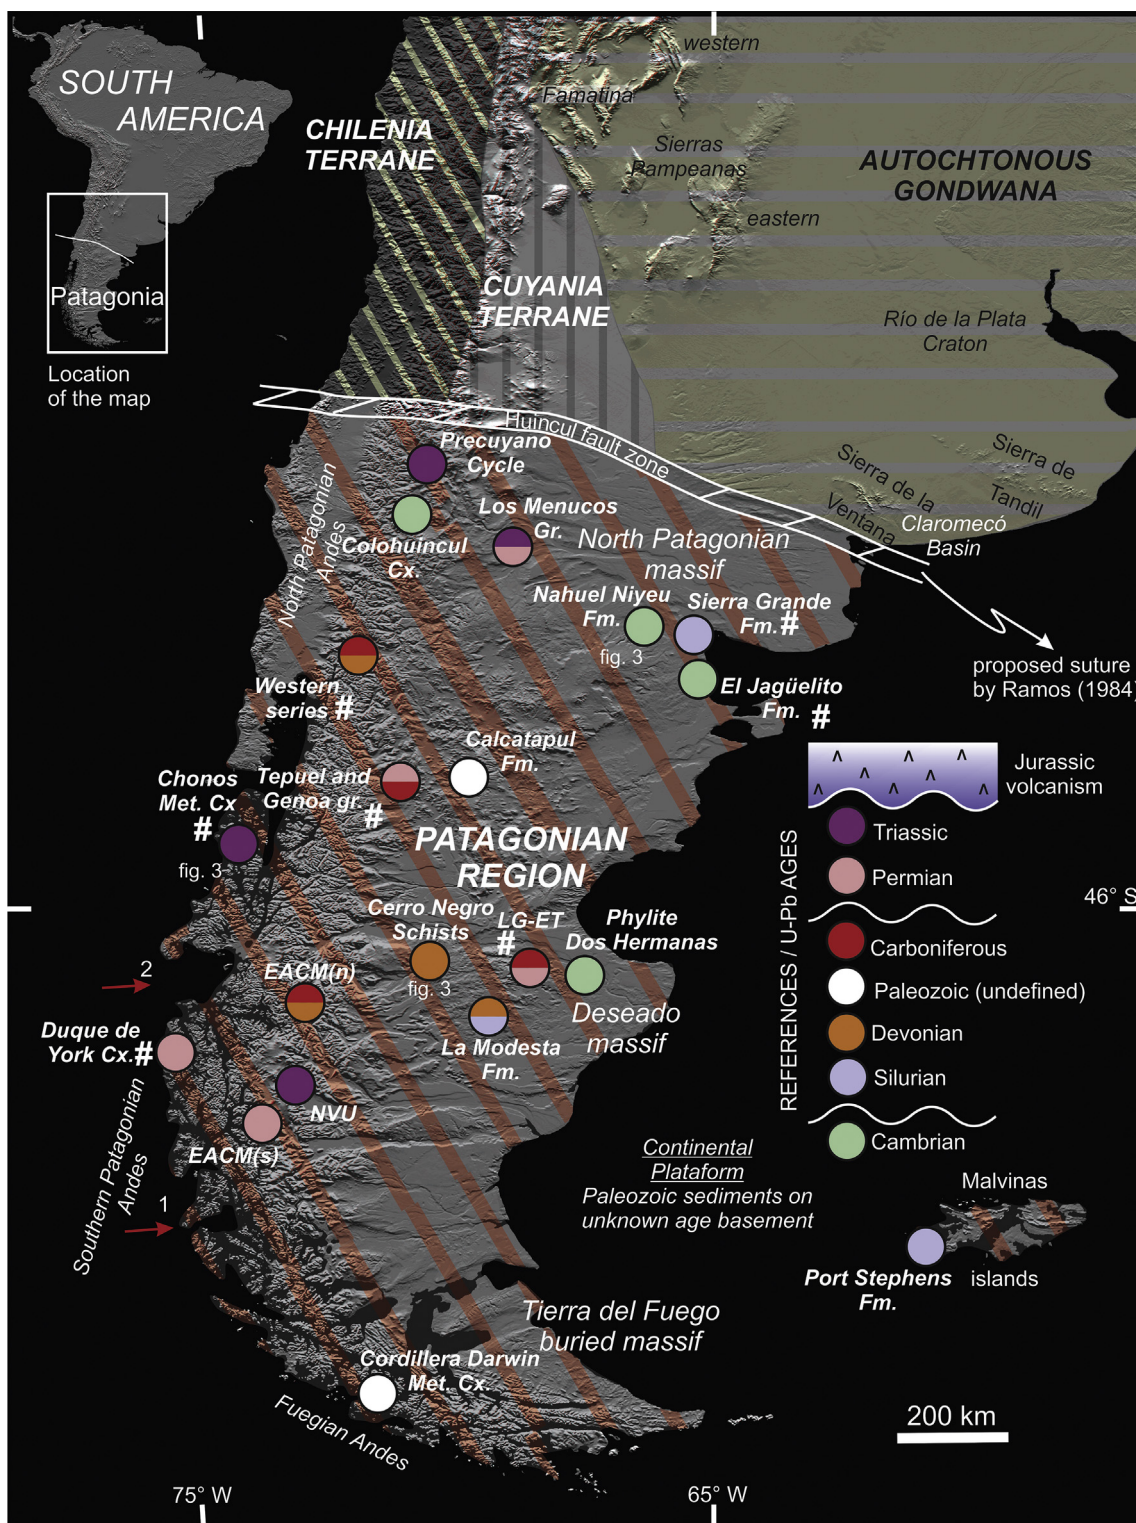 SOUTH
AMERICA
Patagonia
Location
of the map
CHILENIA
TERRANE
western
Famatina
Sierras
Pampeanas
eastern
AUTOCHTONOUS
GONDWANA
CUYANIA
TERRANE
Río de la Plata
Craton
Huincul fault zone
Precuyano
Cycle
Sierra de la
Ventana
Sierra de
Tandil
Claromecó
Basin
North Patagonian
Andes
Colohuincul
Cx.
Los Menucos
Gr.
North Patagonian
massif
Nahuel Niyeu
Fm.
fig. 3
Sierra Grande
Fm.#
proposed suture
by Ramos (1984)
El Jagüelito
Fm. #
Western
series #
Calcatapul
Fm.
Tepuel and
Genoa gr.
#
Chonos
Met. Cx
#
fig. 3
PATAGONIAN
REGION
Jurassic
volcanism
REFERENCES / U-Pb AGES
Triassic
Permian
Carboniferous
Paleozoic (undefined)
Devonian
Silurian
Cambrian
46° S
Cerro Negro
Schists
fig. 3
LG-ET
#
Phylite
Dos Hermanas
2
EACM(n)
Deseado
massif
Duque de
York Cx.#
La Modesta
Fm.
NVU
EACM(s)
Southern Patagonian
Andes
1
Continental
Plataform
Paleozoic sediments on
unknown age basement
Malvinas
islands
Port Stephens
Fm.
Tierra del Fuego
buried massif
Cordillera Darwin
Met. Cx.
Fuegian Andes
200 km
75° W
65° W